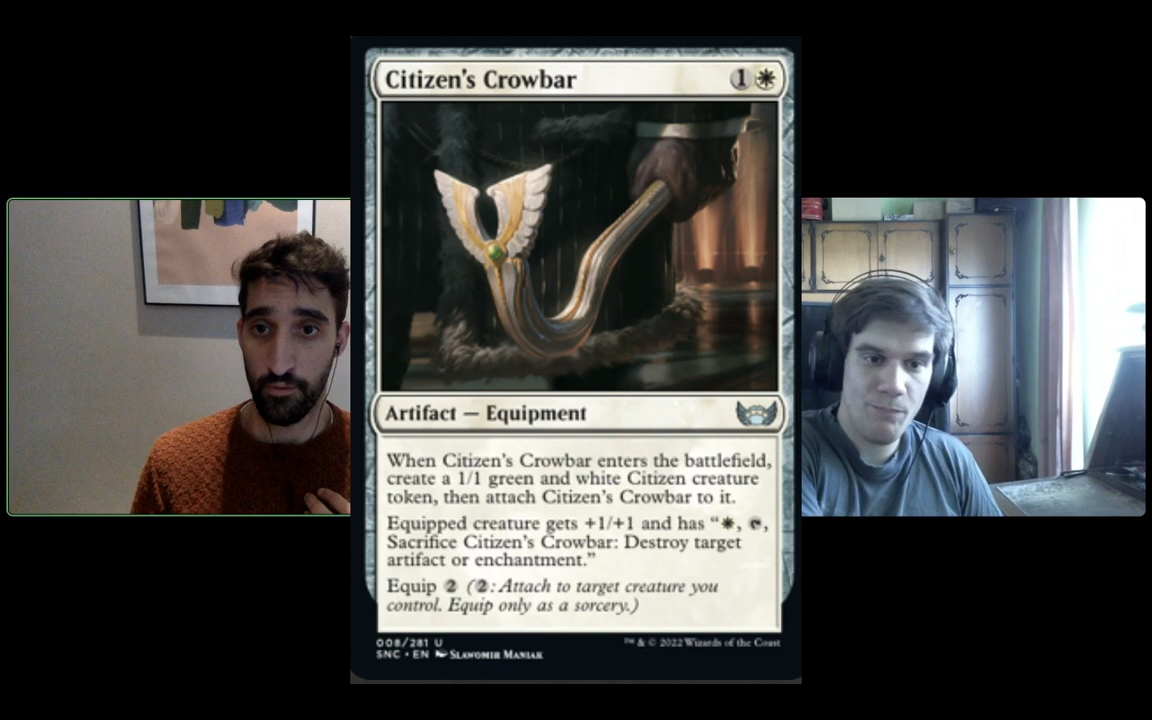 Citizen's Crowbar 1
Artifact — Equipment
When Citizen's Crowbar enters the battlefield,
create a 1/1 green and white Citizen creature
token, then attach Citizen's Crowbar to it.
Equipped creature gets +1/+1 and has “, ,
Sacrifice Citizen's Crowbar: Destroy target
artifact or enchantment.”
Equip 2 (2: Attach to target creature you
control. Equip only as a sorcery.)
008/281 U ™ & © 2022 Wizards of the Coast
SNC • EN Slawomir Maniak